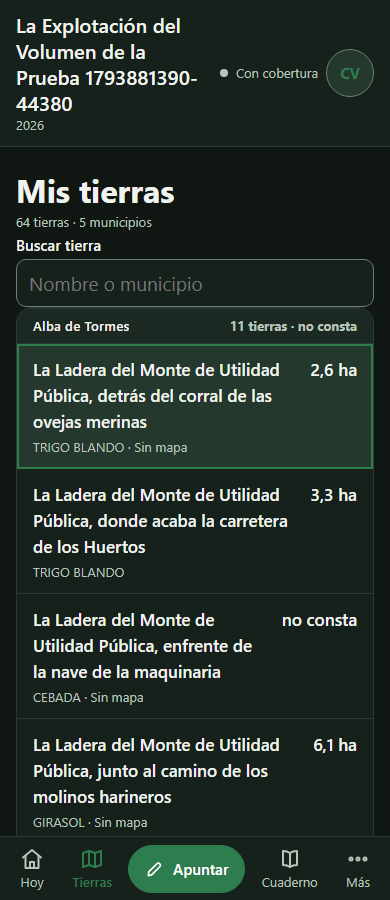 La Explotación del
Volumen de la
Prueba 1793881390-
44380
2026
Con cobertura
CV
Mis tierras
64 tierras · 5 municipios
Buscar tierra
Nombre o municipio
Alba de Tormes
11 tierras · no consta
La Ladera del Monte de Utilidad
Pública, detrás del corral de las
ovejas merinas
2,6 ha
TRIGO BLANDO · Sin mapa
La Ladera del Monte de Utilidad
Pública, donde acaba la carretera
de los Huertos
3,3 ha
TRIGO BLANDO
La Ladera del Monte de
Utilidad Pública, enfrente de
la nave de la maquinaria
no consta
CEBADA · Sin mapa
La Ladera del Monte de Utilidad
Pública, junto al camino de los
molinos harineros
6,1 ha
GIRASOL · Sin mapa
Hoy
Tierras
Apuntar
Cuaderno
Más